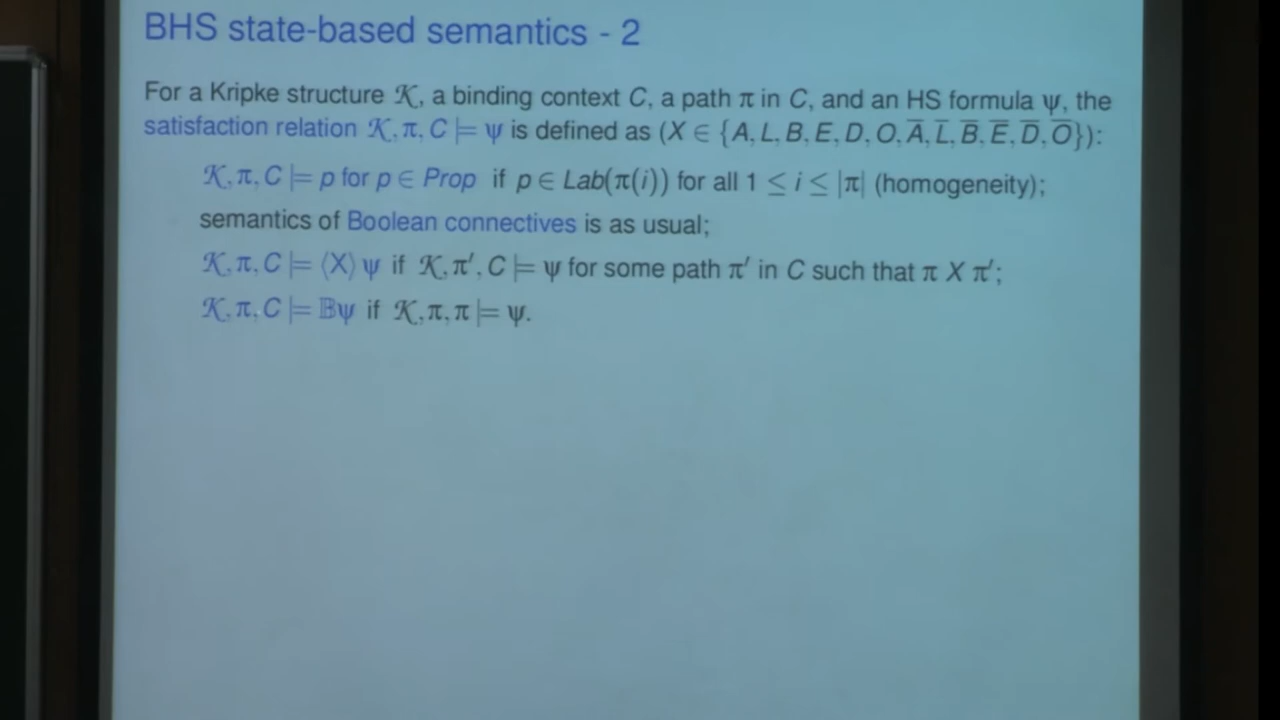 BHS state-based semantics - 2
For a Kripke structure 𝒦, a binding context C, a path π in C, and an HS formula ψ, the
satisfaction relation 𝒦, π, C ⊨ ψ is defined as (X ∈ {A, L, B, E, D, O, A̅, L̅, B̅, E̅, D̅, O̅}):
𝒦, π, C ⊨ p for p ∈ Prop if p ∈ Lab(π(i)) for all 1 ≤ i ≤ |π| (homogeneity);
semantics of Boolean connectives is as usual;
𝒦, π, C ⊨ ⟨X⟩ ψ if 𝒦, π′, C ⊨ ψ for some path π′ in C such that π X π′;
𝒦, π, C ⊨ 𝔹ψ if 𝒦, π, π ⊨ ψ.